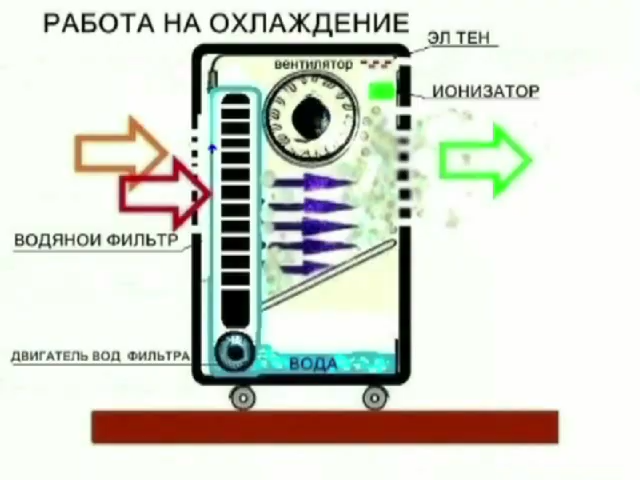 РАБОТА НА ОХЛАЖДЕНИЕ
ЭЛ ТЕН
вентилятор
ИОНИЗАТОР
ВОДЯНОИ ФИЛЬТР
ДВИГАТЕЛЬ ВОД ФИЛЬТРА
ВОДА